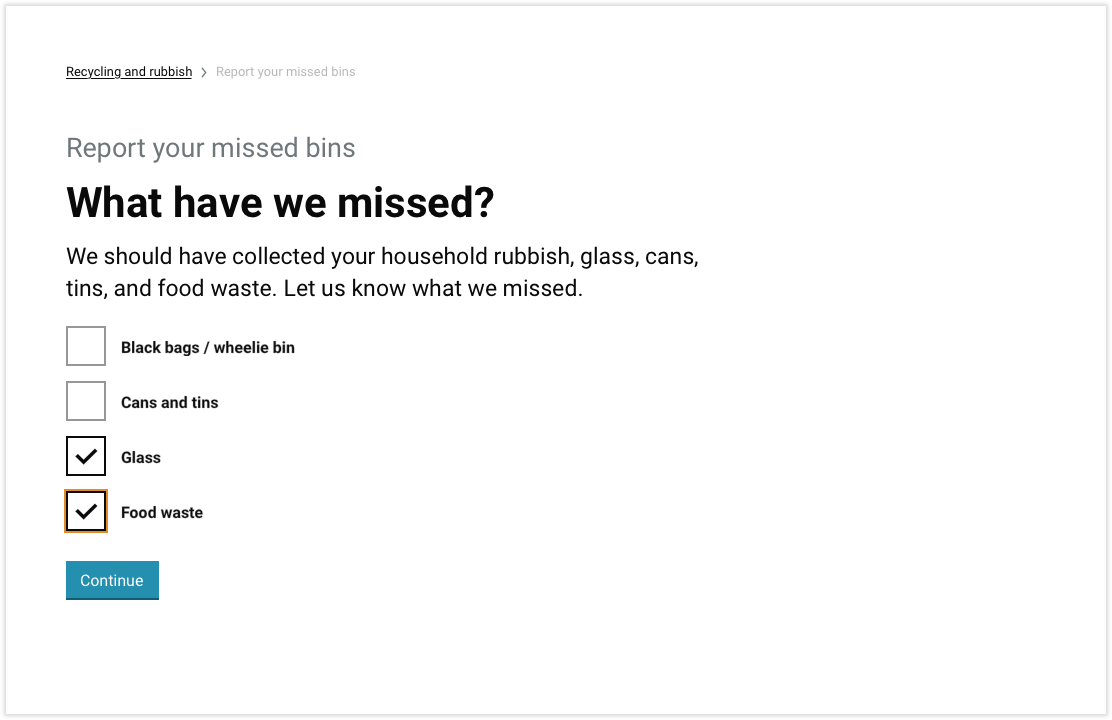 Recycling and rubbish > Report your missed bins
Report your missed bins
What have we missed?
We should have collected your household rubbish, glass, cans,
tins, and food waste. Let us know what we missed.
Black bags / wheelie bin
Cans and tins
Glass
Food waste
Continue